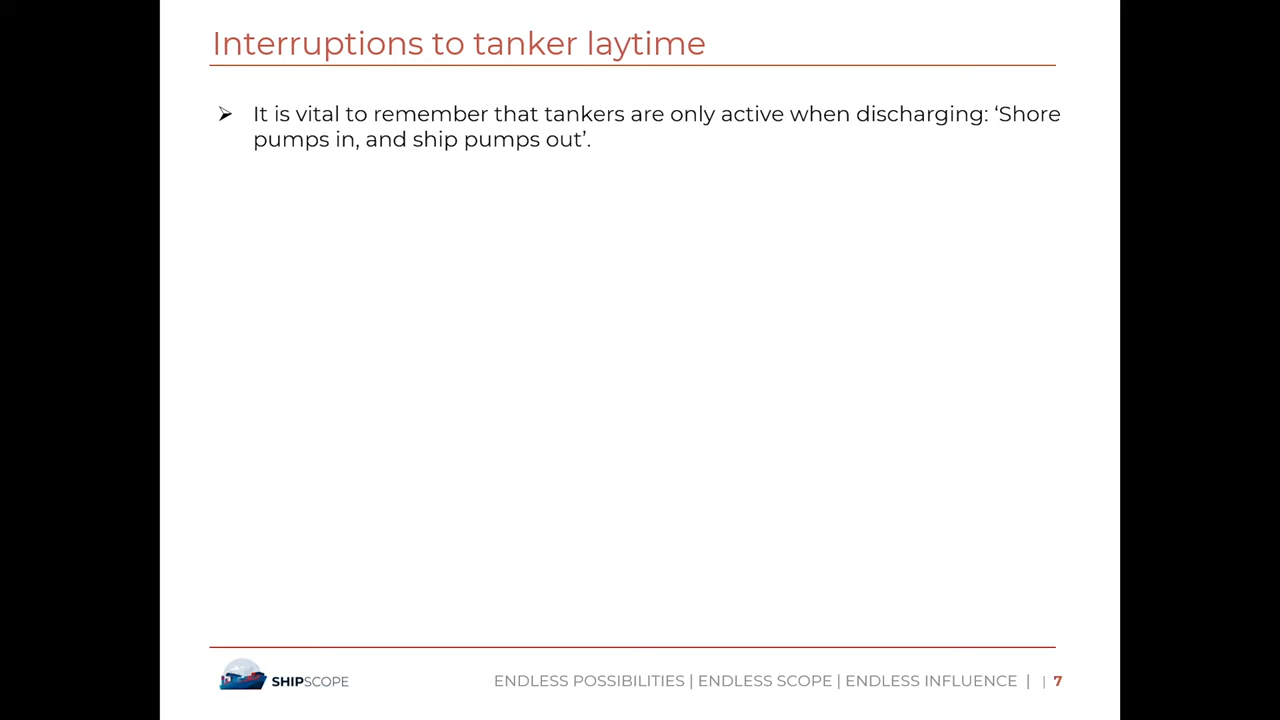 Interruptions to tanker laytime
➢ It is vital to remember that tankers are only active when discharging: ‘Shore
pumps in, and ship pumps out’.
SHIPSCOPE
ENDLESS POSSIBILITIES | ENDLESS SCOPE | ENDLESS INFLUENCE | | 7